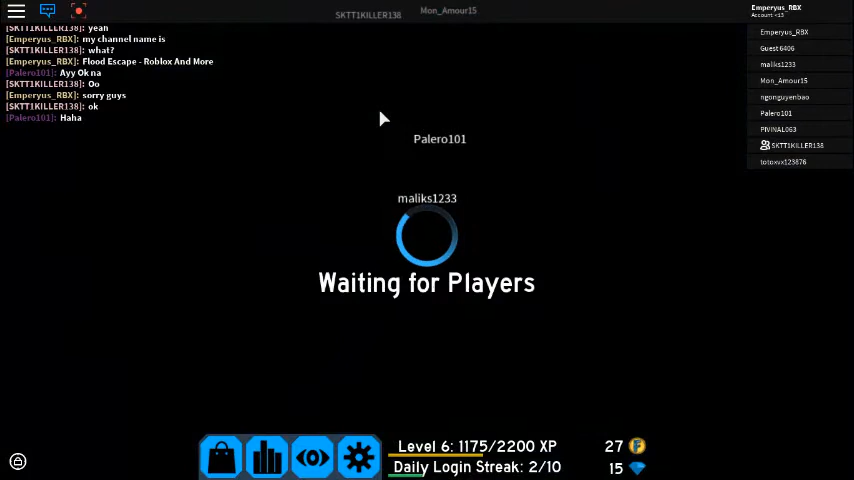 [SKTT1KILLER138]: yeah
[Emperyus_RBX]: my channel name is
[SKTT1KILLER138]: what?
[Emperyus_RBX]: Flood Escape - Roblox And More
[Palero101]: Ayy Ok na
[SKTT1KILLER138]: Oo
[Emperyus_RBX]: sorry guys
[SKTT1KILLER138]: ok
[Palero101]: Haha
SKTT1KILLER138
Mon_Amour15
Emperyus_RBX
Account <13
Emperyus_RBX
Guest 6406
maliks1233
Mon_Amour15
ngonguyenbao
Palero101
PIVINAL063
SKTT1KILLER138
totoxvx123876
Palero101
maliks1233
Waiting for Players
Level 6: 1175/2200 XP
27
Daily Login Streak: 2/10
15